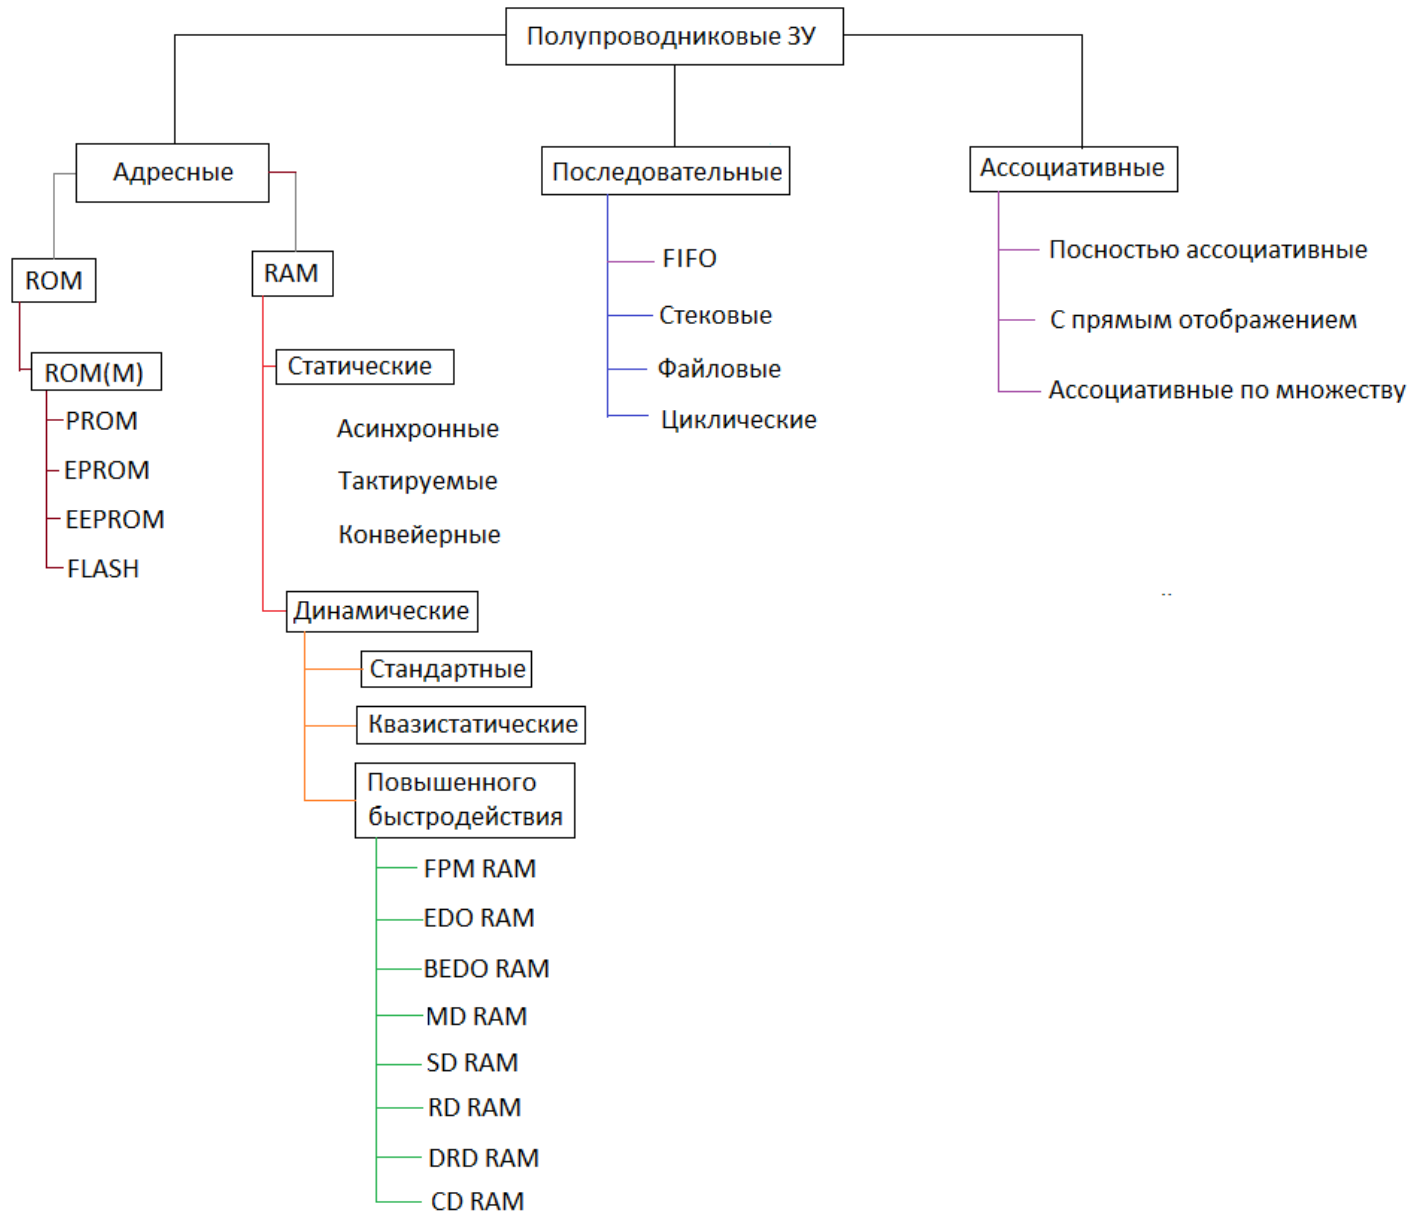 Полупроводниковые ЗУ
Адресные
Последовательные
Ассоциативные
ROM
RAM
ROM(M)
PROM
EPROM
EEPROM
FLASH
Статические
Асинхронные
Тактируемые
Конвейерные
Динамические
Стандартные
Квазистатические
Повышенного
быстродействия
FPM RAM
EDO RAM
BEDO RAM
MD RAM
SD RAM
RD RAM
DRD RAM
CD RAM
FIFO
Стековые
Файловые
Циклические
Посностью ассоциативные
С прямым отображением
Ассоциативные по множеству